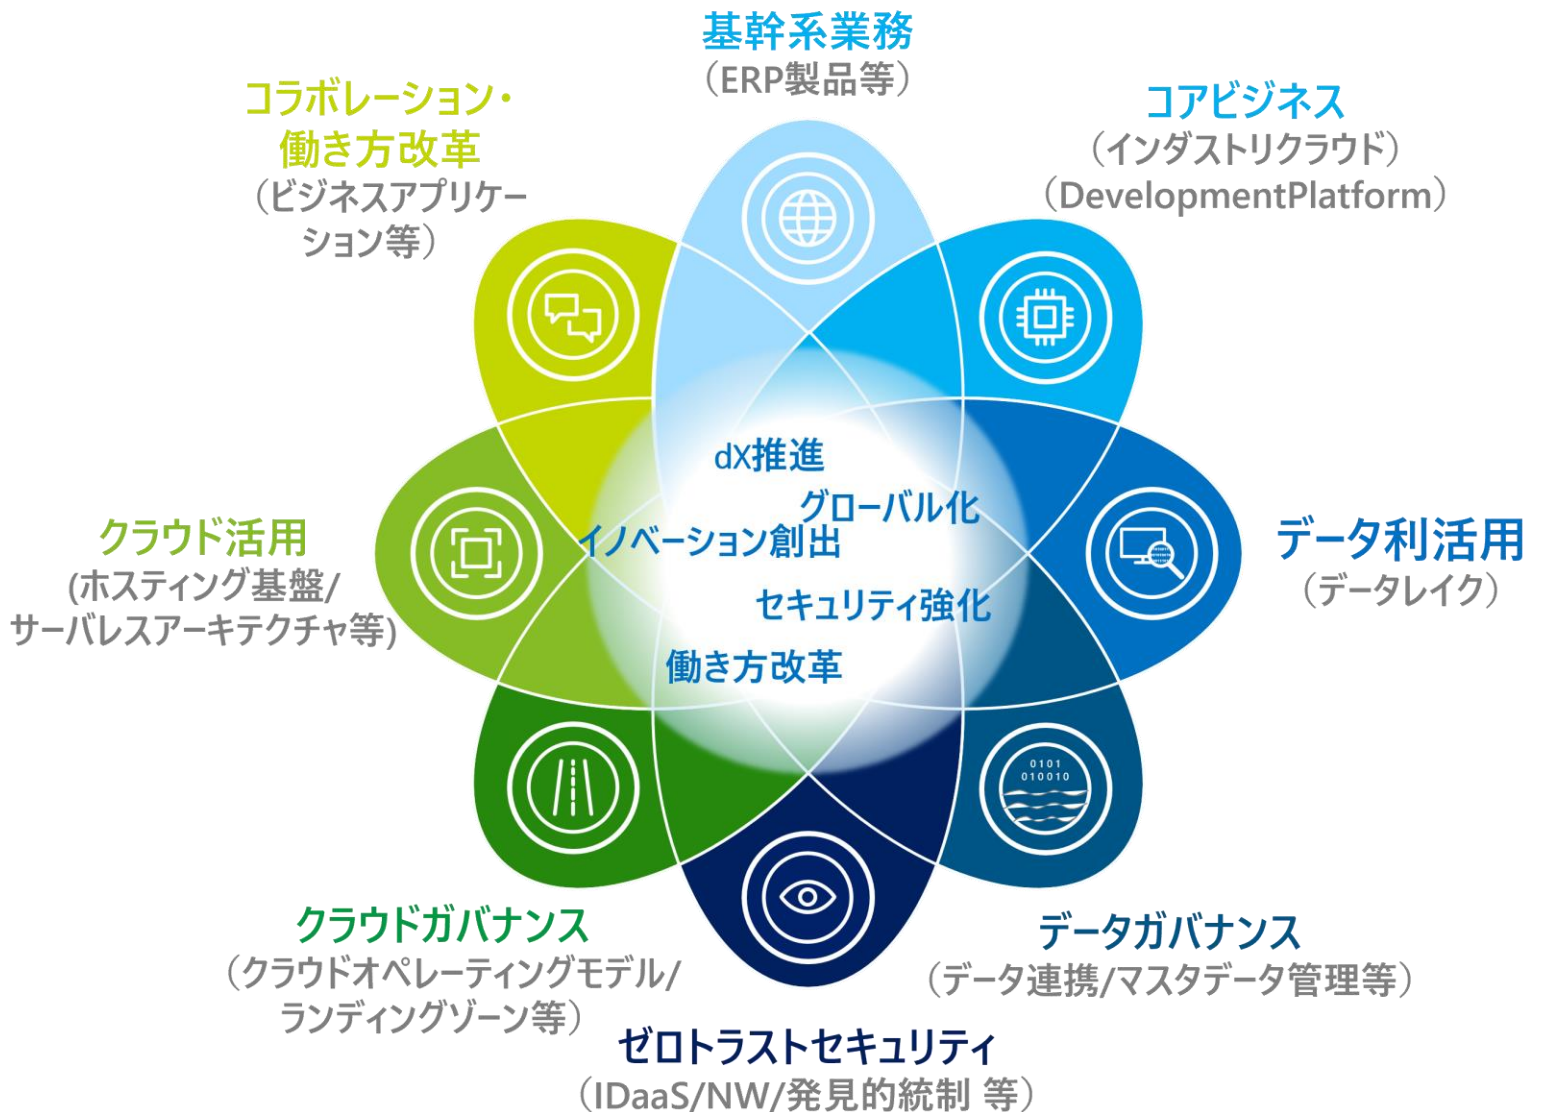 基幹系業務
（ERP製品等）
コアビジネス
（インダストリクラウド）
（DevelopmentPlatform）
コラボレーション・
働き方改革
（ビジネスアプリケー
ション等）
dX推進
グローバル化
イノベーション創出
セキュリティ強化
働き方改革
データ利活用
（データレイク）
クラウド活用
(ホスティング基盤/
サーバレスアーキテクチャ等)
0101
010010
クラウドガバナンス
（クラウドオペレーティングモデル/
ランディングゾーン等）
データガバナンス
（データ連携/マスタデータ管理等）
ゼロトラストセキュリティ
（IDaaS/NW/発見的統制 等）